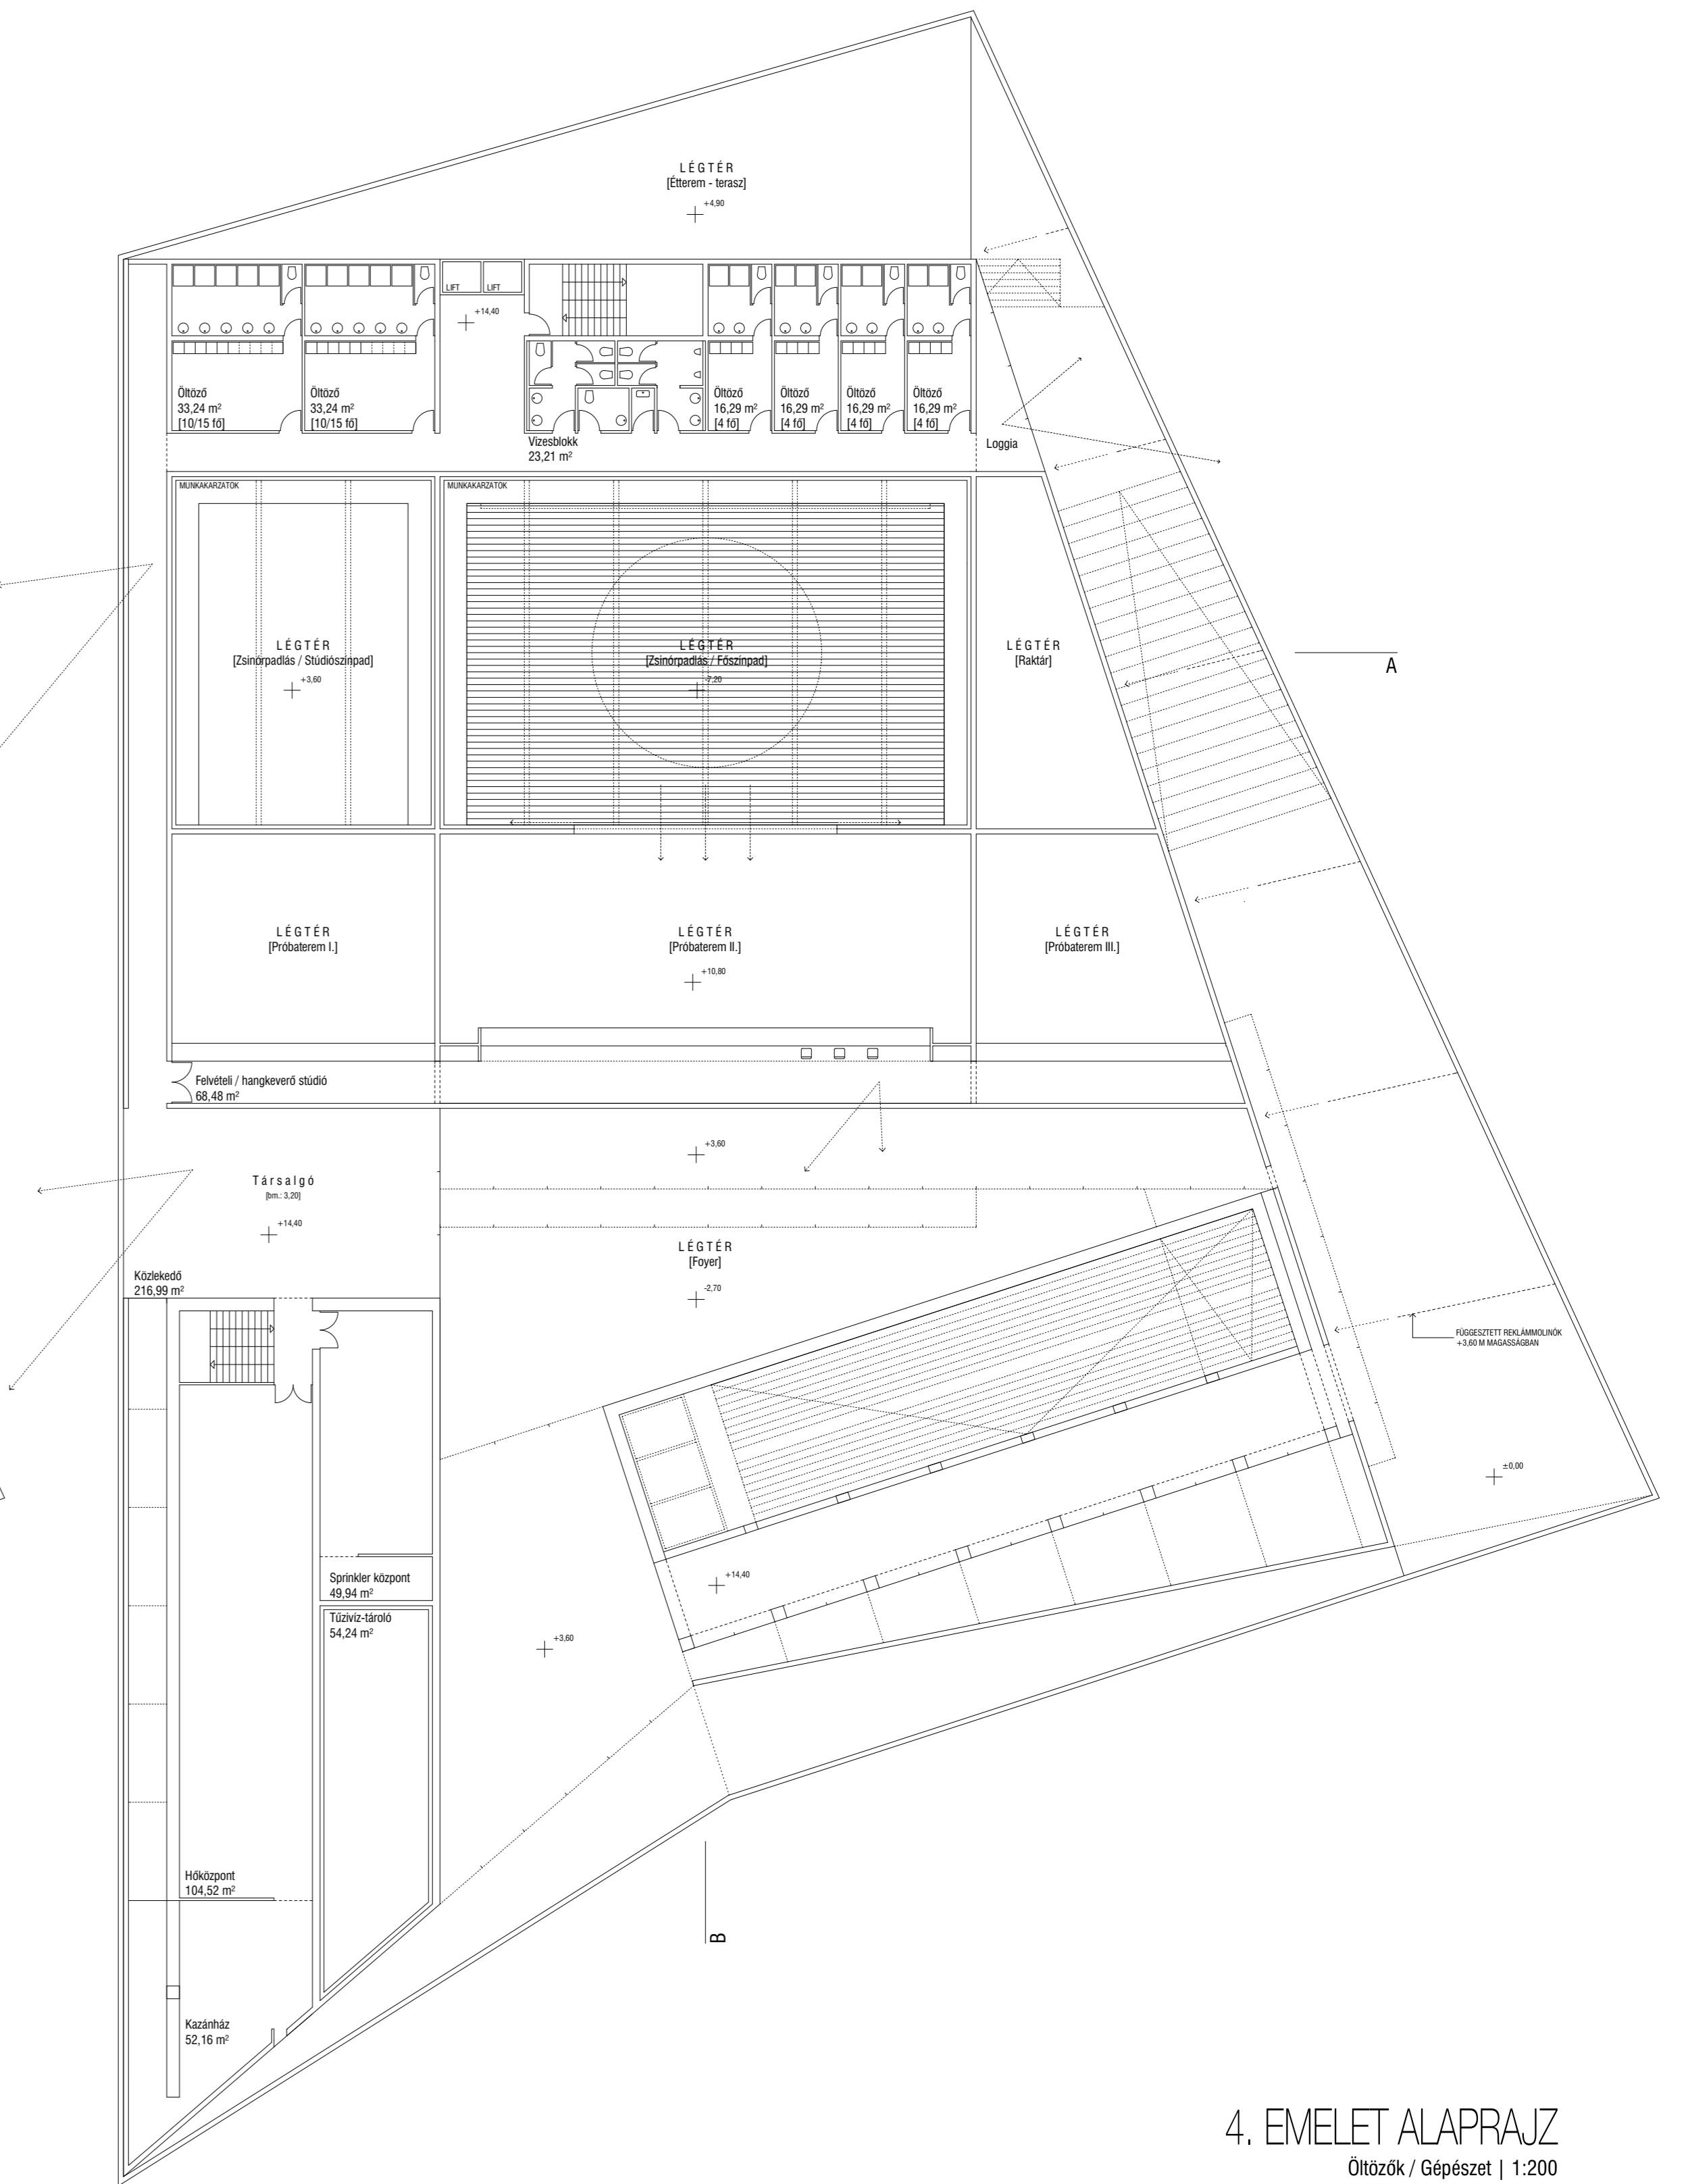 LÉGTÉR
[Étterem - terasz]
+4,90
LIFT
LIFT
+14,40
Öltöző
33,24 m²
[10/15 fő]
Öltöző
33,24 m²
[10/15 fő]
Öltöző
16,29 m²
[4 fő]
Öltöző
16,29 m²
[4 fő]
Öltöző
16,29 m²
[4 fő]
Öltöző
16,29 m²
[4 fő]
Vizesblokk
23,21 m²
Loggia
MUNKAKARZATOK
MUNKAKARZATOK
LÉGTÉR
[Zsinórpadlás / Stúdiószínpad]
+3,60
LÉGTÉR
[Zsinórpadlás / Főszínpad]
-7,20
LÉGTÉR
[Raktár]
A
LÉGTÉR
[Próbaterem I.]
LÉGTÉR
[Próbaterem II.]
+10,80
LÉGTÉR
[Próbaterem III.]
Felvételi / hangkeverő stúdió
68,48 m²
+3,60
Társalgó
[bm.: 3,20]
+14,40
LÉGTÉR
[Foyer]
-2,70
Közlekedő
216,99 m²
FÜGGESZTETT REKLÁMMOLINÓK
+3,60 M MAGASSÁGBAN
±0,00
Sprinkler központ
49,94 m²
Tűzivíz-tároló
54,24 m²
+14,40
+3,60
Hőközpont
104,52 m²
B
Kazánház
52,16 m²
4. EMELET ALAPRAJZ
Öltözők / Gépészet | 1:200